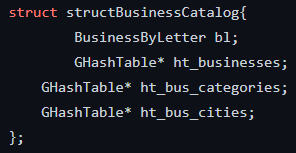 struct structBusinessCatalog{
        BusinessByLetter bl;
        GHashTable* ht_businesses;
    GHashTable* ht_bus_categories;
    GHashTable* ht_bus_cities;
};